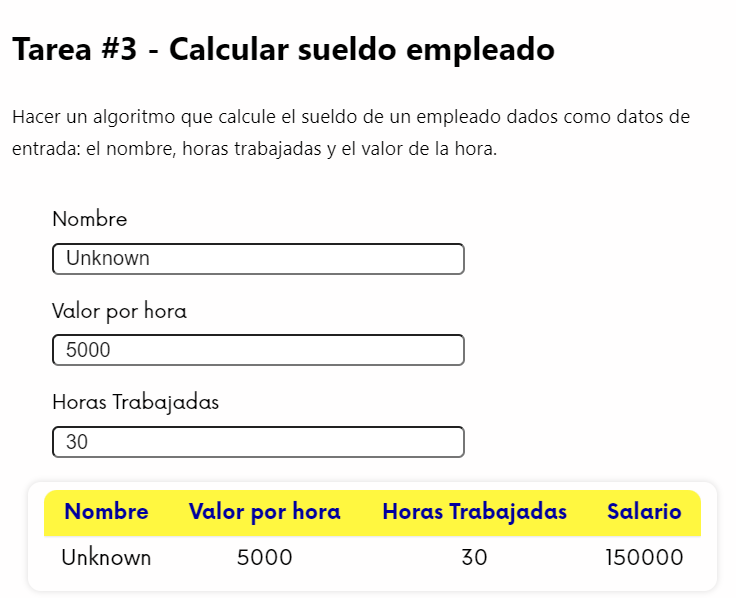 Tarea #3 - Calcular sueldo empleado
Hacer un algoritmo que calcule el sueldo de un empleado dados como datos de
entrada: el nombre, horas trabajadas y el valor de la hora.
Nombre
Unknown
Valor por hora
5000
Horas Trabajadas
30
Nombre Valor por hora Horas Trabajadas Salario
Unknown 5000 30 150000